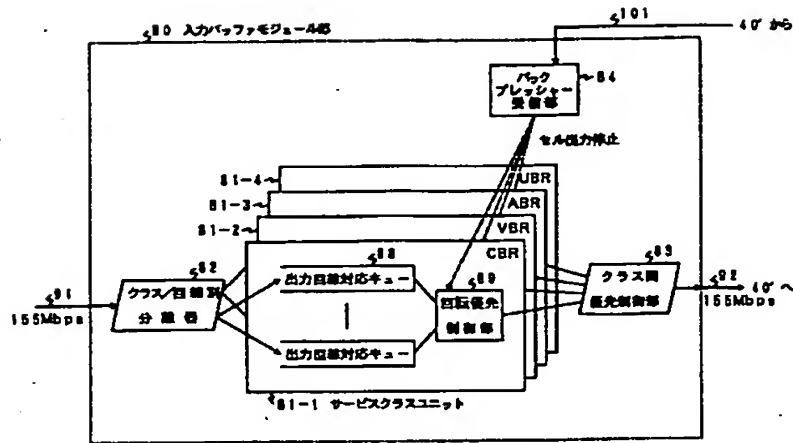 80 入力バッファモジュール部
101
40'から
バック
プレッシャー
受信部
84
セル出力停止
81-4
UBR
81-3
ABR
81-2
VBR
CBR
82
88
89
83
91
155Mbps
クラス/回線別
分離器
出力回線対応キュー
出力回線対応キュー
回転優先
制御部
クラス間
優先制御部
92
155Mbps
40'へ
81-1 サービスクラスユニット